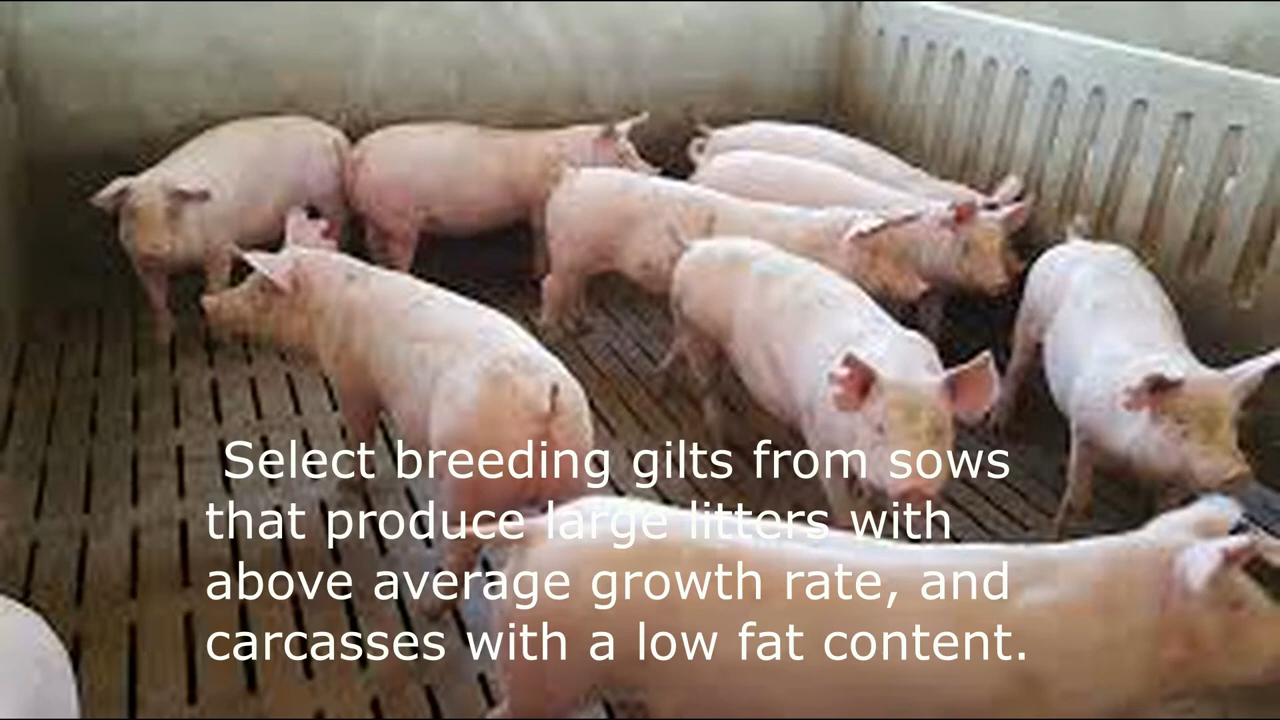 Select breeding gilts from sows
that produce large litters with
above average growth rate, and
carcasses with a low fat content.